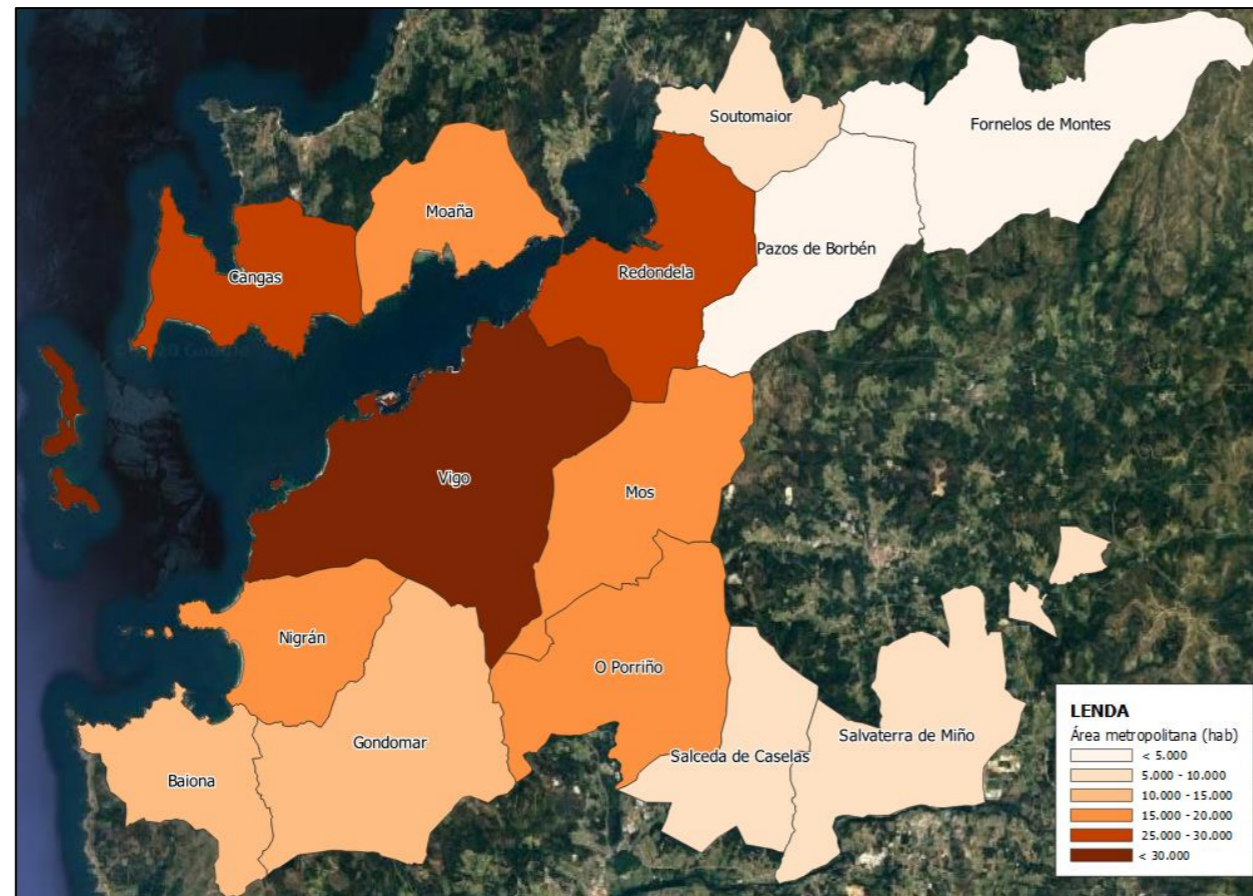 Soutomaior
Fornelos de Montes
Moaña
Pazos de Borbén
Redondela
Cangas
Vigo
Mos
Nigrán
O Porriño
Gondomar
Salvaterra de Miño
Salceda de Caselas
Baiona
LENDA
Área metropolitana (hab)
< 5.000
5.000 - 10.000
10.000 - 15.000
15.000 - 20.000
25.000 - 30.000
< 30.000